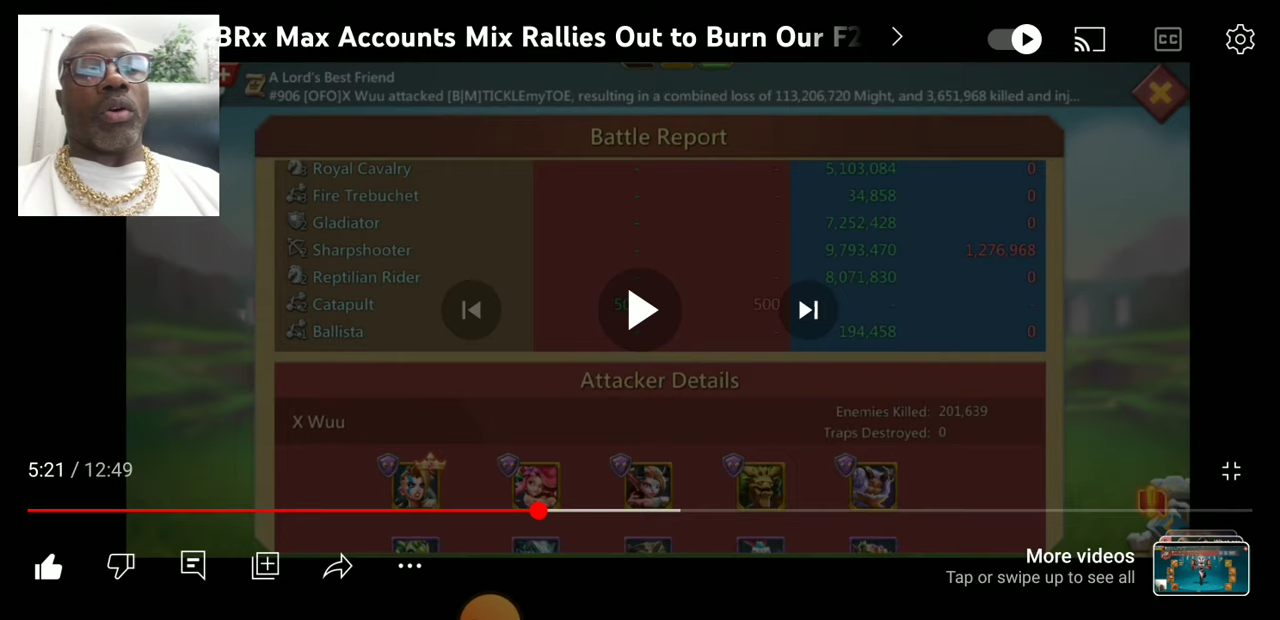 BRx Max Accounts Mix Rallies Out to Burn Our F2
CC
A Lord's Best Friend
#906 [OFO]X Wuu attacked [B|M]TICKLEmyTOE, resulting in a combined loss of 113,206,720 Might, and 3,651,968 killed and inj...
Battle Report
Royal Cavalry - - 5,103,084 0
Fire Trebuchet - - 34,858 0
Gladiator - - 7,252,428 0
Sharpshooter - - 9,793,470 1,276,968
Reptilian Rider - - 8,071,830 0
Catapult 500 - -
Ballista - - 194,458 0
Attacker Details
X Wuu
Enemies Killed: 201,639
Traps Destroyed: 0
5:21 / 12:49
More videos
Tap or swipe up to see all